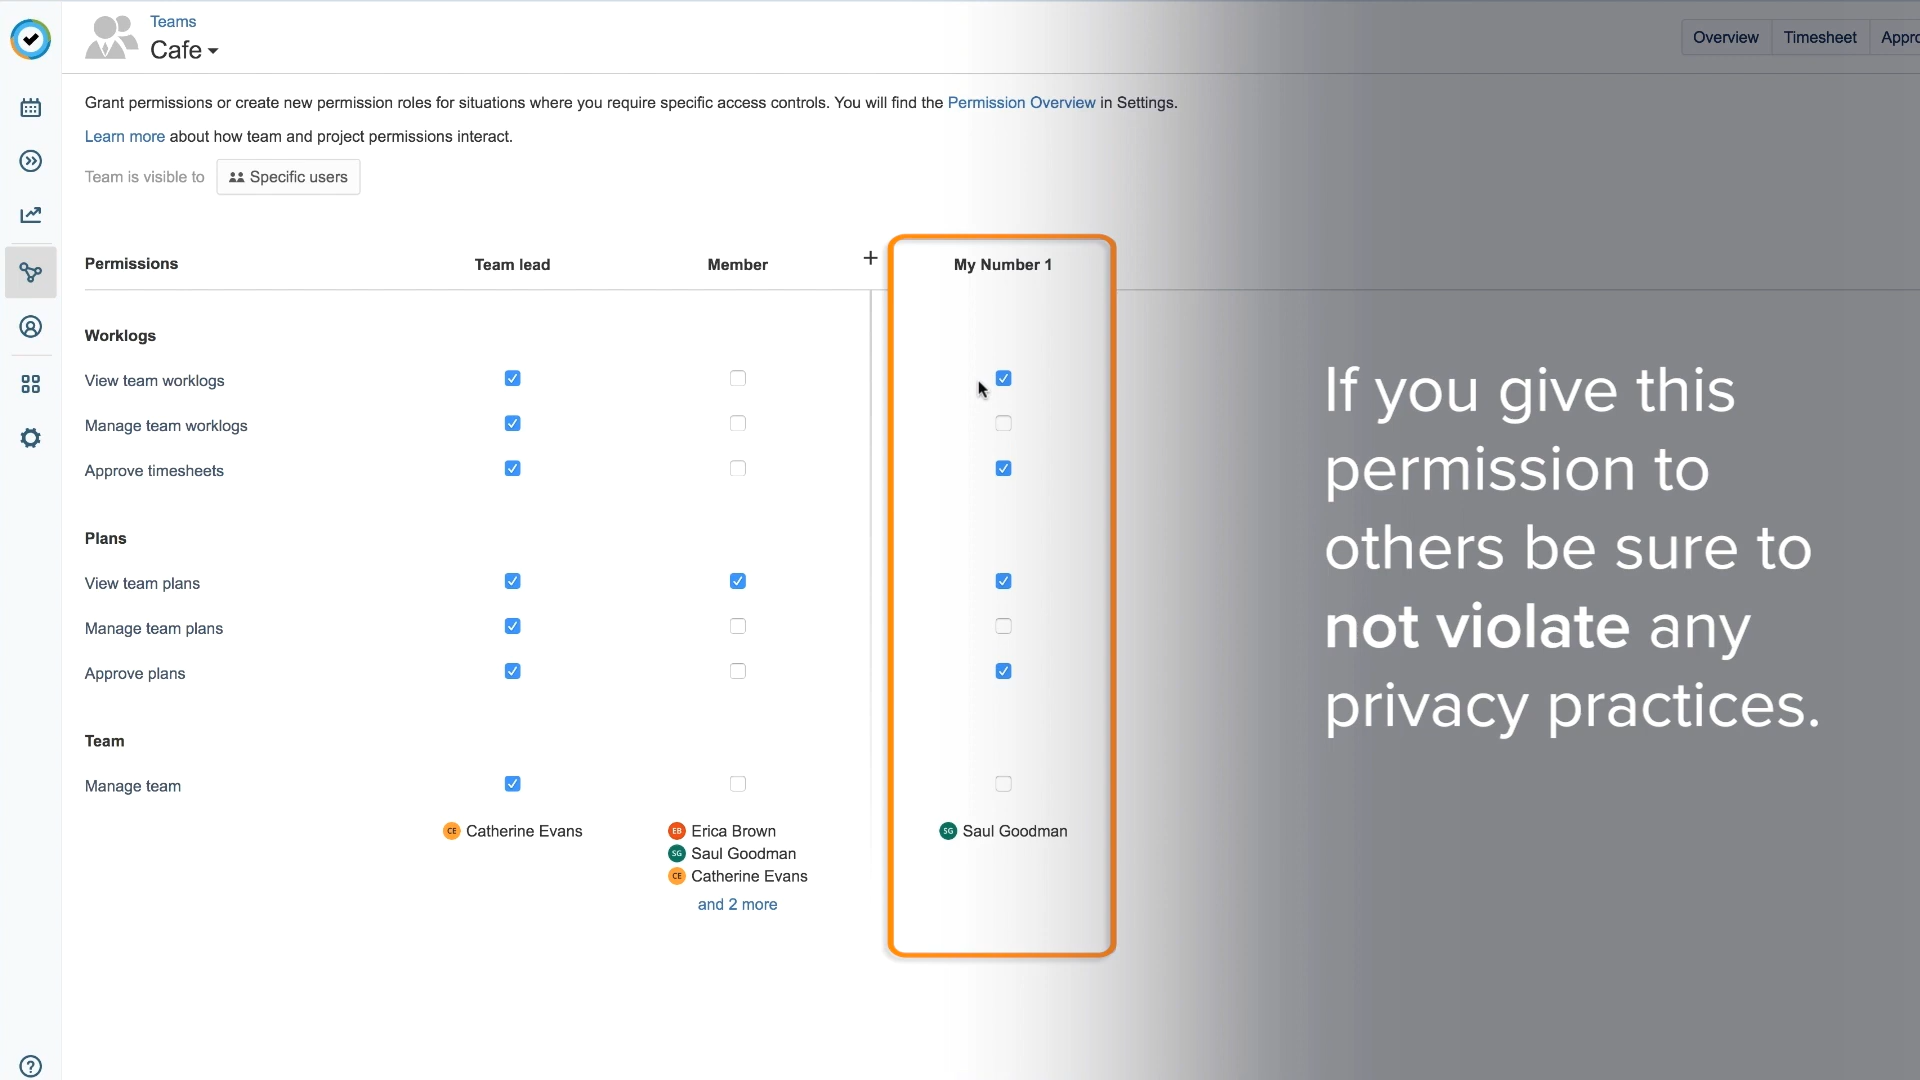 Teams
Cafe
Overview Timesheet Appro
Grant permissions or create new permission roles for situations where you require specific access controls. You will find the Permission Overview in Settings.
Learn more about how team and project permissions interact.
Team is visible to Specific users
Permissions Team lead Member + My Number 1
Worklogs
View team worklogs
Manage team worklogs
Approve timesheets
Plans
View team plans
Manage team plans
Approve plans
Team
Manage team
CE Catherine Evans EB Erica Brown SG Saul Goodman
SG Saul Goodman
CE Catherine Evans
and 2 more
If you give this
permission to
others be sure to
not violate any
privacy practices.